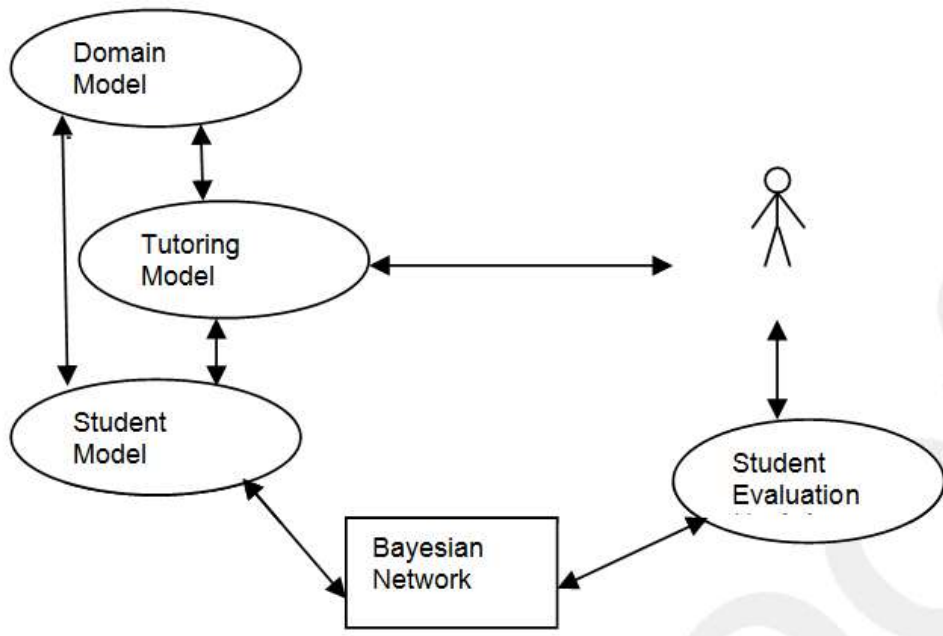 Domain
Model
Tutoring
Model
Student
Model
Student
Evaluation
Bayesian
Network